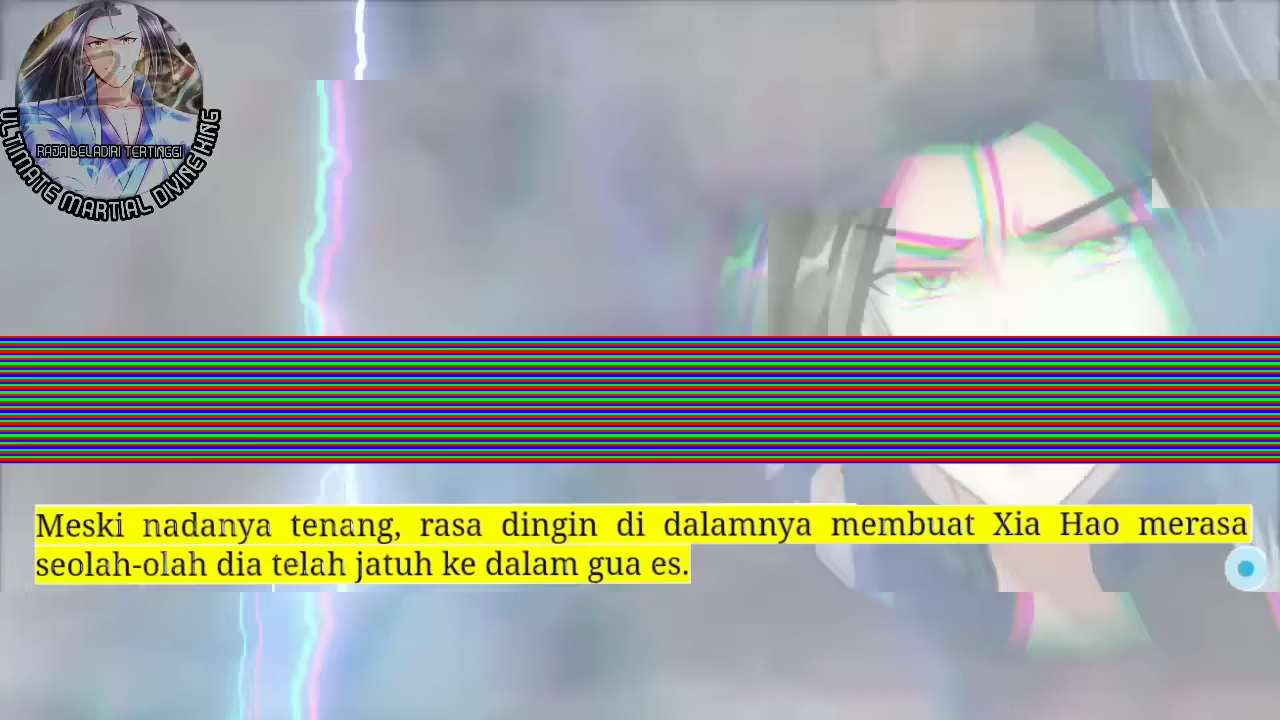 RAJA BELADIRI TERTINGGI
ULTIMATE MARTIAL DIVINE KING
Meski nadanya tenang, rasa dingin di dalamnya membuat Xia Hao merasa
seolah-olah dia telah jatuh ke dalam gua es.